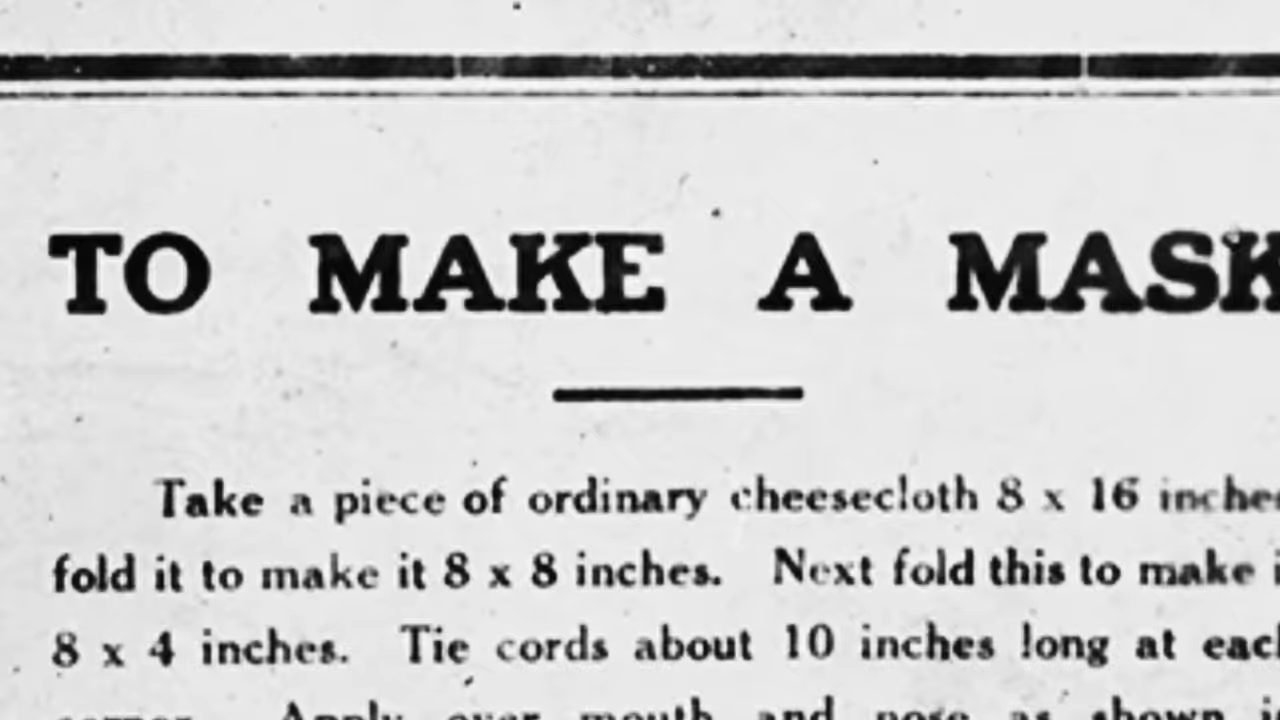 TO MAKE A MASK
Take a piece of ordinary cheesecloth 8 x 16 inches
fold it to make it 8 x 8 inches. Next fold this to make i
8 x 4 inches. Tie cords about 10 inches long at each
corner. Apply over mouth and nose as shown i